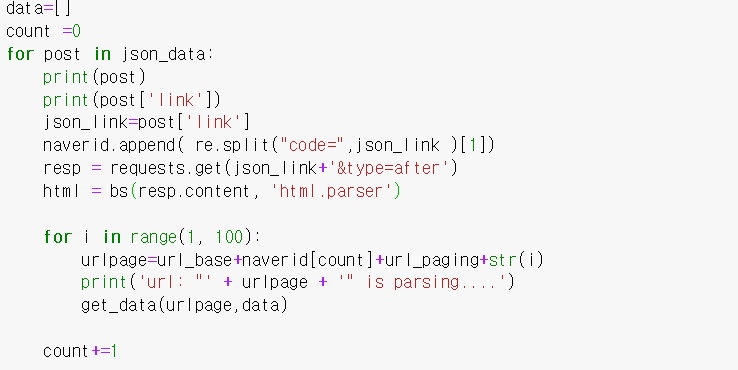 data=[]
count =0
for post in json_data:
    print(post)
    print(post['link'])
    json_link=post['link']
    naverid.append( re.split("code=",json_link )[1])
    resp = requests.get(json_link+'&type=after')
    html = bs(resp.content, 'html.parser')
    for i in range(1, 100):
        urlpage=url_base+naverid[count]+url_paging+str(i)
        print('url: "' + urlpage + '" is parsing....')
        get_data(urlpage,data)
    count+=1